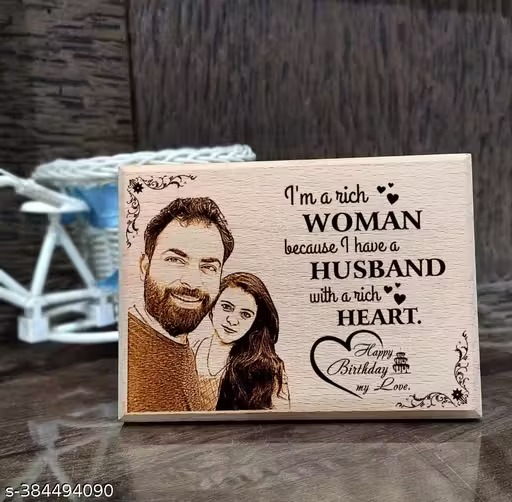 I'm a rich
WOMAN
because I have a
HUSBAND
with a rich
HEART.
Happy
Birthday
my Love.
s-384494090